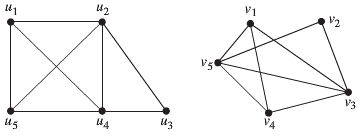 u₁ u₂ v₁ v₂
v₅
u₅ u₄ u₃ v₄ v₃